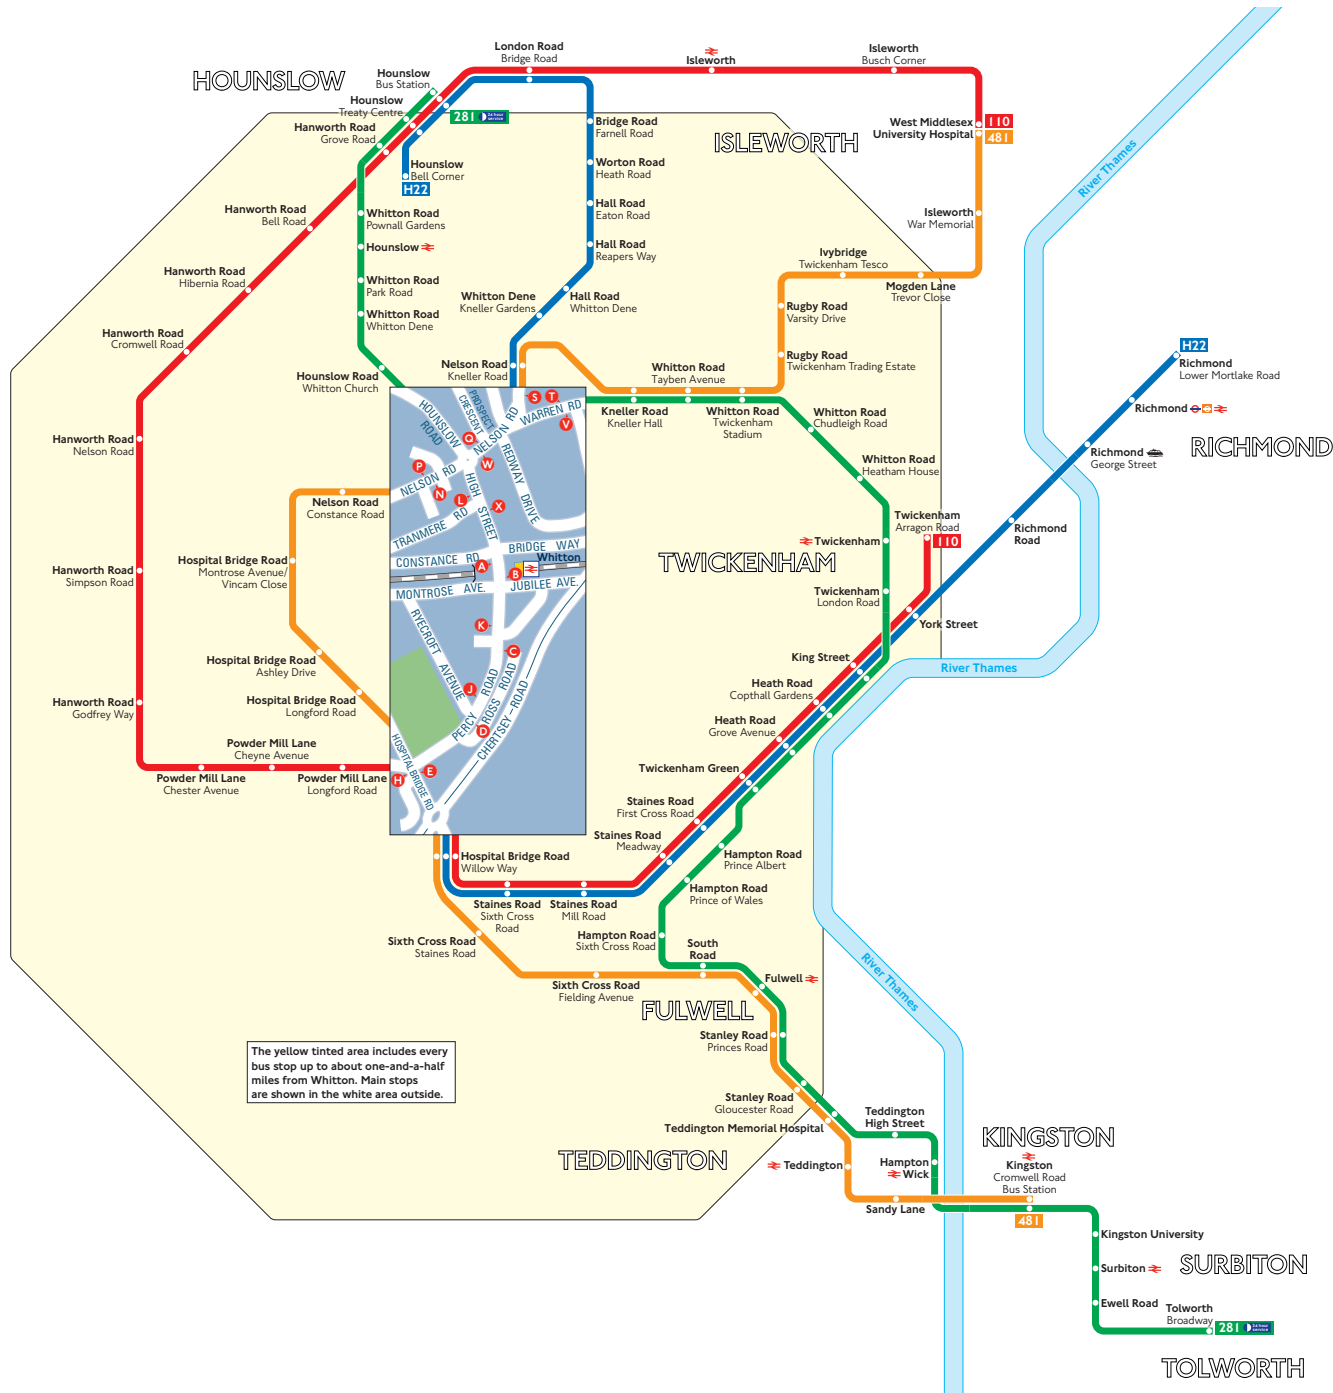 HOUNSLOW
Hounslow
Bus Station
Hounslow
Treaty Centre
Hanworth Road
Grove Road
281 24 hour service
London Road
Bridge Road
Isleworth
Isleworth
Busch Corner
West Middlesex
University Hospital
110
481
ISLEWORTH
Hounslow
Bell Corner
H22
Bridge Road
Farnell Road
Worton Road
Heath Road
Hall Road
Eaton Road
Hall Road
Reapers Way
Hall Road
Whitton Dene
Whitton Dene
Kneller Gardens
Nelson Road
Kneller Road
Hanworth Road
Bell Road
Hanworth Road
Hibernia Road
Hanworth Road
Cromwell Road
Whitton Road
Pownall Gardens
Hounslow
Whitton Road
Park Road
Whitton Road
Whitton Dene
Hounslow Road
Whitton Church
Isleworth
War Memorial
Ivybridge
Twickenham Tesco
Mogden Lane
Trevor Close
Rugby Road
Varsity Drive
Rugby Road
Twickenham Trading Estate
Whitton Road
Tayben Avenue
Kneller Road
Kneller Hall
Whitton Road
Twickenham
Stadium
Whitton Road
Chudleigh Road
Whitton Road
Heatham House
River Thames
H22
Richmond
Lower Mortlake Road
Richmond
RICHMOND
Richmond
George Street
Richmond
Road
Twickenham
Arragon Road
110
Twickenham
TWICKENHAM
Twickenham
London Road
York Street
River Thames
King Street
Heath Road
Copthall Gardens
Heath Road
Grove Avenue
Twickenham Green
Staines Road
First Cross Road
Staines Road
Meadway
Hampton Road
Prince Albert
Hampton Road
Prince of Wales
Hampton Road
Sixth Cross Road
South
Road
Fulwell
FULWELL
River Thames
Hanworth Road
Nelson Road
Hanworth Road
Simpson Road
Hanworth Road
Godfrey Way
Powder Mill Lane
Chester Avenue
Powder Mill Lane
Cheyne Avenue
Powder Mill Lane
Longford Road
Nelson Road
Constance Road
Hospital Bridge Road
Montrose Avenue/
Vincam Close
Hospital Bridge Road
Ashley Drive
Hospital Bridge Road
Longford Road
HOUNSLOW
ROAD
PROSPECT
CRESCENT
NELSON RD
WARREN RD
S
T
V
Q
W
P
N
L
X
NELSON RD
HIGH
STREET
REDWAY DRIVE
TRANMERE RD
CONSTANCE RD
BRIDGE WAY
Whitton
A
B
MONTROSE AVE.
JUBILEE AVE.
RYECROFT AVENUE
K
C
J
D
PERCY ROAD
ROSS ROAD
CHERTSEY ROAD
HOSPITAL BRIDGE RD
H
E
Hospital Bridge Road
Willow Way
Staines Road
Sixth Cross
Road
Staines Road
Mill Road
Sixth Cross Road
Staines Road
Sixth Cross Road
Fielding Avenue
Stanley Road
Princes Road
Stanley Road
Gloucester Road
Teddington Memorial Hospital
TEDDINGTON
Teddington
Teddington
High Street
Hampton
Wick
Sandy Lane
KINGSTON
Kingston
Cromwell Road
Bus Station
481
Kingston University
Surbiton
SURBITON
Ewell Road
Tolworth
Broadway
281 24 hour service
TOLWORTH
The yellow tinted area includes every
bus stop up to about one-and-a-half
miles from Whitton. Main stops
are shown in the white area outside.